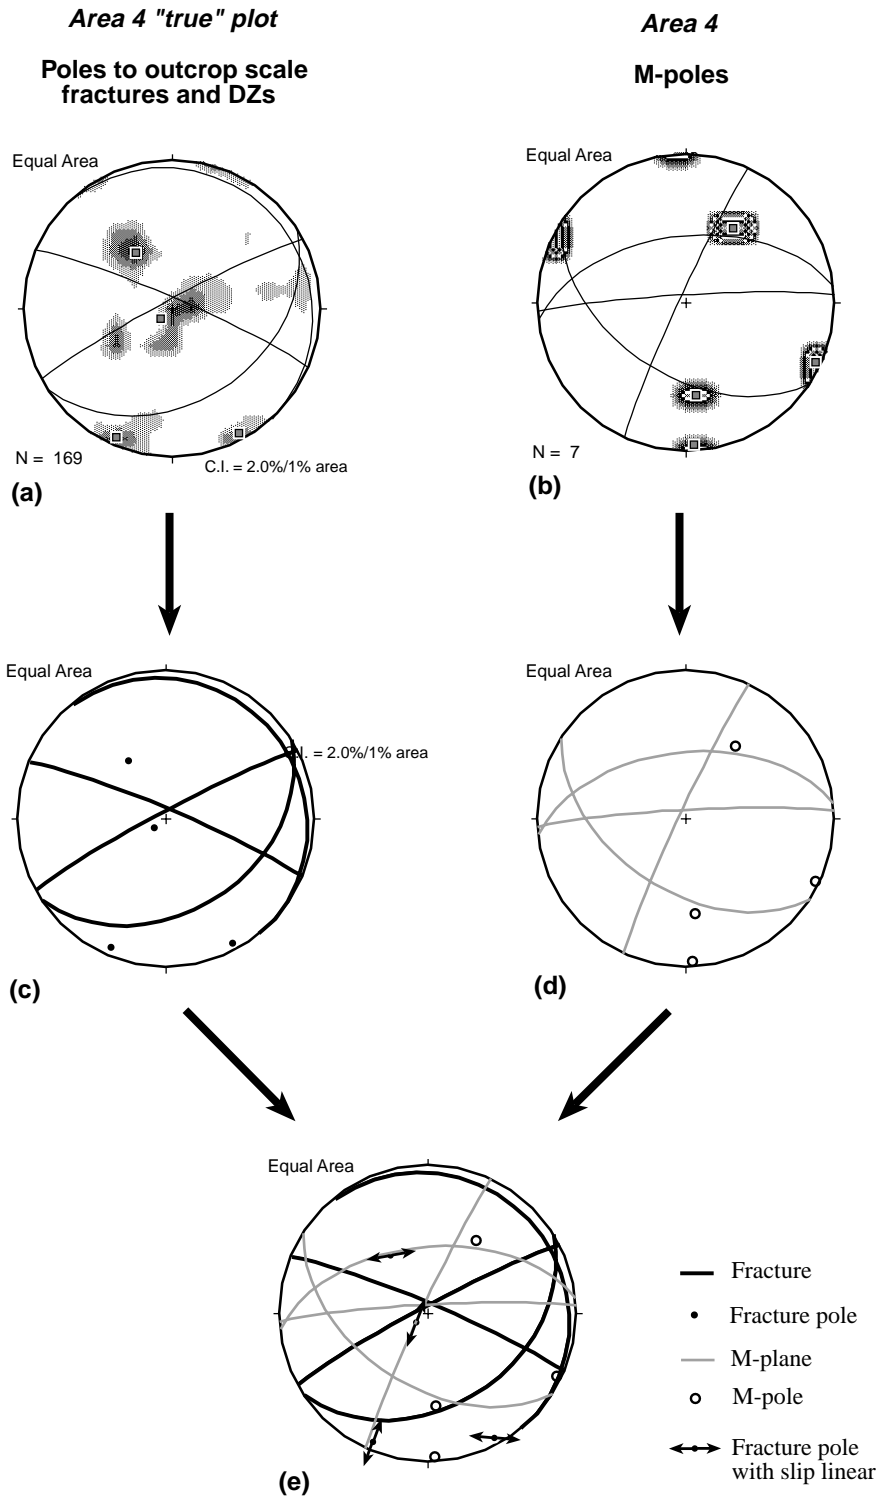 Area 4 "true" plot
Poles to outcrop scale
fractures and DZs
Area 4
M-poles
Equal Area
N = 169
C.I. = 2.0%/1% area
(a)
Equal Area
N = 7
(b)
Equal Area
= 2.0%/1% area
(c)
Equal Area
(d)
Equal Area
(e)
Fracture
Fracture pole
M-plane
M-pole
Fracture pole
with slip linear